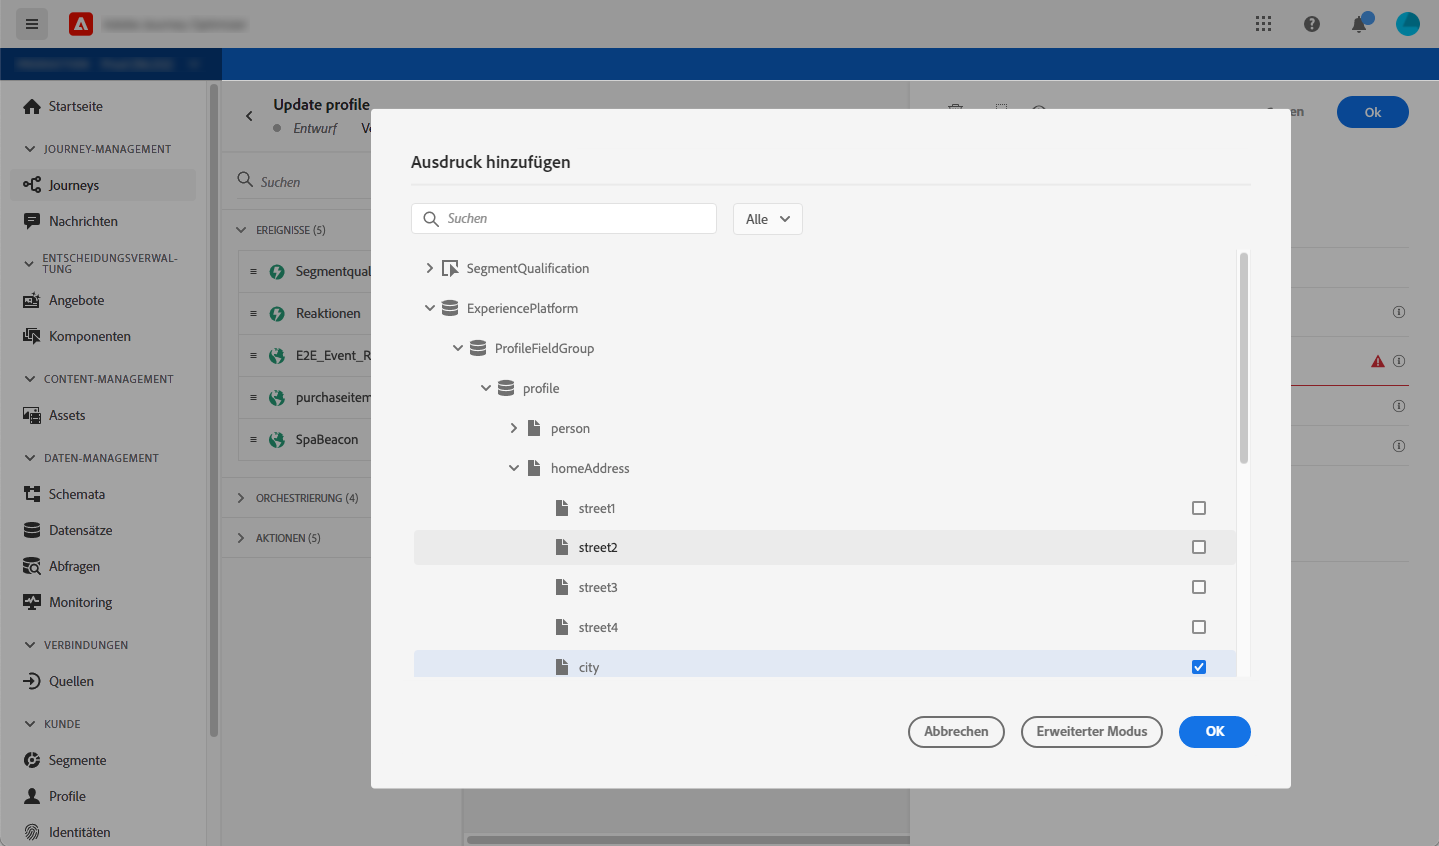 Startseite
JOURNEY-MANAGEMENT
Journeys
Nachrichten
ENTSCHEIDUNGSVERWAL-
TUNG
Angebote
Komponenten
CONTENT-MANAGEMENT
Assets
DATEN-MANAGEMENT
Schemata
Datensätze
Abfragen
Monitoring
VERBINDUNGEN
Quellen
KUNDE
Segmente
Profile
Identitäten
Update profile
Entwurf
Suchen
EREIGNISSE (5)
Segmentqual
Reaktionen
E2E_Event_R
purchaseitem
SpaBeacon
ORCHESTRIERUNG (4)
AKTIONEN (5)
Ok
Ausdruck hinzufügen
Suchen
Alle
SegmentQualification
ExperiencePlatform
ProfileFieldGroup
profile
person
homeAddress
street1
street2
street3
street4
city
Abbrechen
Erweiterter Modus
OK